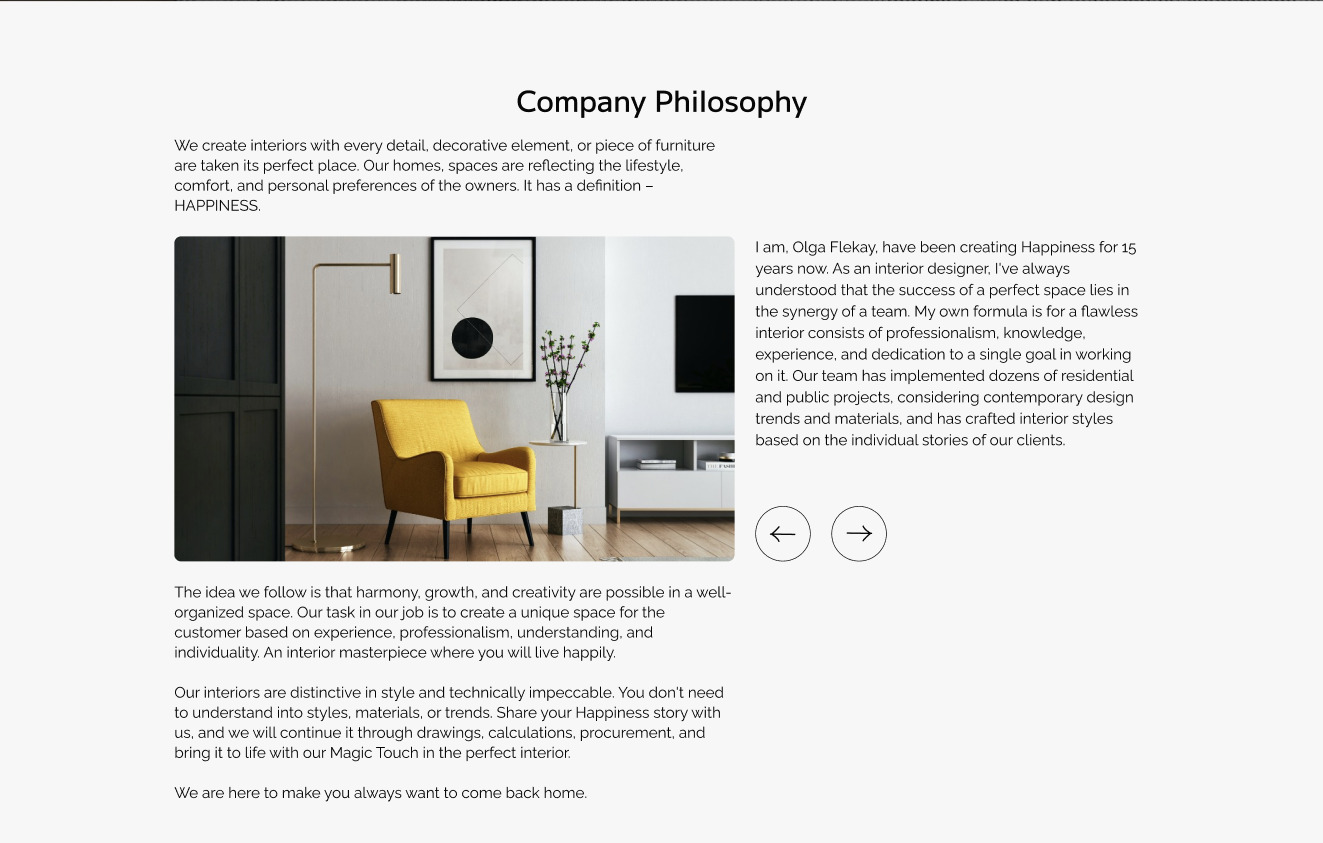 Company Philosophy
We create interiors with every detail, decorative element, or piece of furniture
are taken its perfect place. Our homes, spaces are reflecting the lifestyle,
comfort, and personal preferences of the owners. It has a definition –
HAPPINESS.
I am, Olga Flekay, have been creating Happiness for 15
years now. As an interior designer, I've always
understood that the success of a perfect space lies in
the synergy of a team. My own formula is for a flawless
interior consists of professionalism, knowledge,
experience, and dedication to a single goal in working
on it. Our team has implemented dozens of residential
and public projects, considering contemporary design
trends and materials, and has crafted interior styles
based on the individual stories of our clients.
The idea we follow is that harmony, growth, and creativity are possible in a well-
organized space. Our task in our job is to create a unique space for the
customer based on experience, professionalism, understanding, and
individuality. An interior masterpiece where you will live happily.
Our interiors are distinctive in style and technically impeccable. You don't need
to understand into styles, materials, or trends. Share your Happiness story with
us, and we will continue it through drawings, calculations, procurement, and
bring it to life with our Magic Touch in the perfect interior.
We are here to make you always want to come back home.